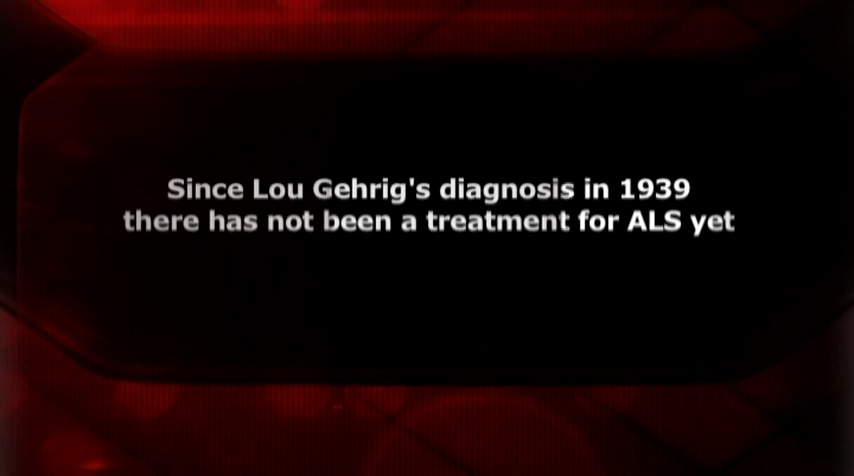 Since Lou Gehrig's diagnosis in 1939
there has not been a treatment for ALS yet